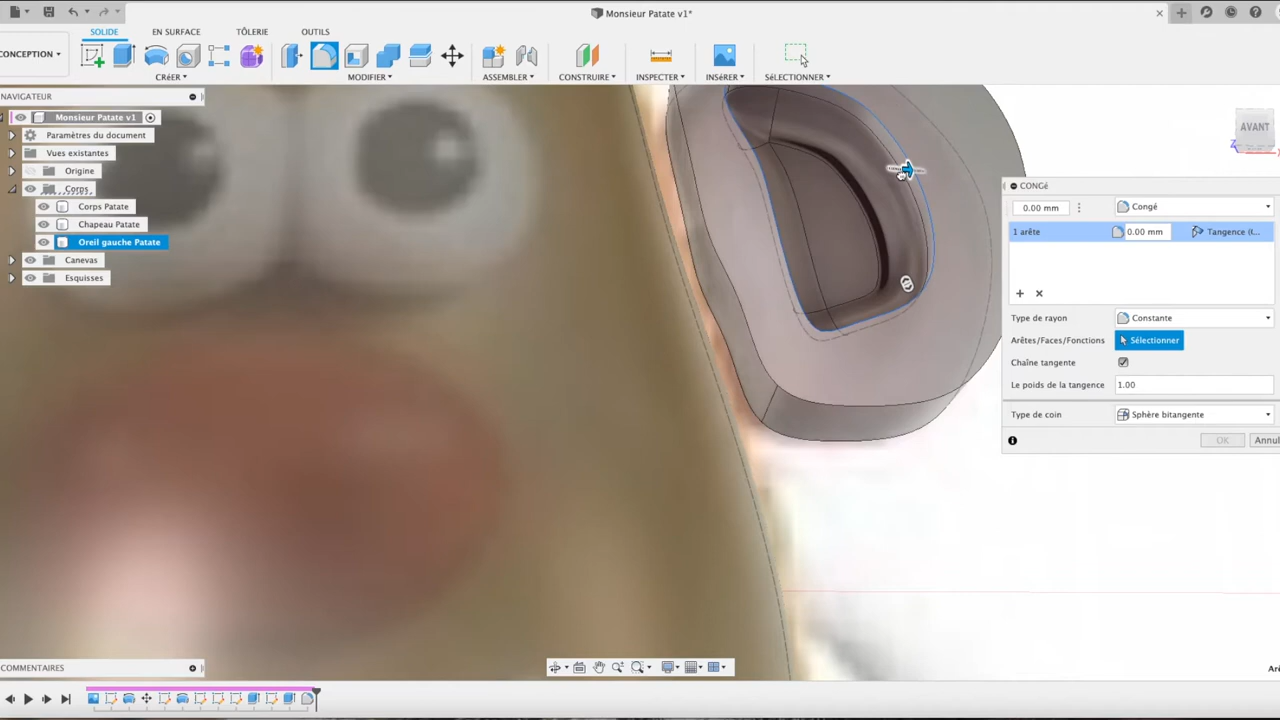 Monsieur Patate v1*
SOLIDE EN SURFACE TÔLERIE OUTILS
CONCEPTION
CRÉER MODIFIER ASSEMBLER CONSTRUIRE INSPECTER INSÉRER SÉLECTIONNER
NAVIGATEUR
Monsieur Patate v1
Paramètres du document
Vues existantes
Origine
Corps
Corps Patate
Chapeau Patate
Oreil gauche Patate
Canevas
Esquisses
AVANT
Z
CONGÉ
0.00 mm Congé
1 arête 0.00 mm Tangence (I...
Type de rayon Constante
Arêtes/Faces/Fonctions Sélectionner
Chaîne tangente
Le poids de la tangence 1.00
Type de coin Sphère bitangente
OK Annul
COMMENTAIRES
Arê